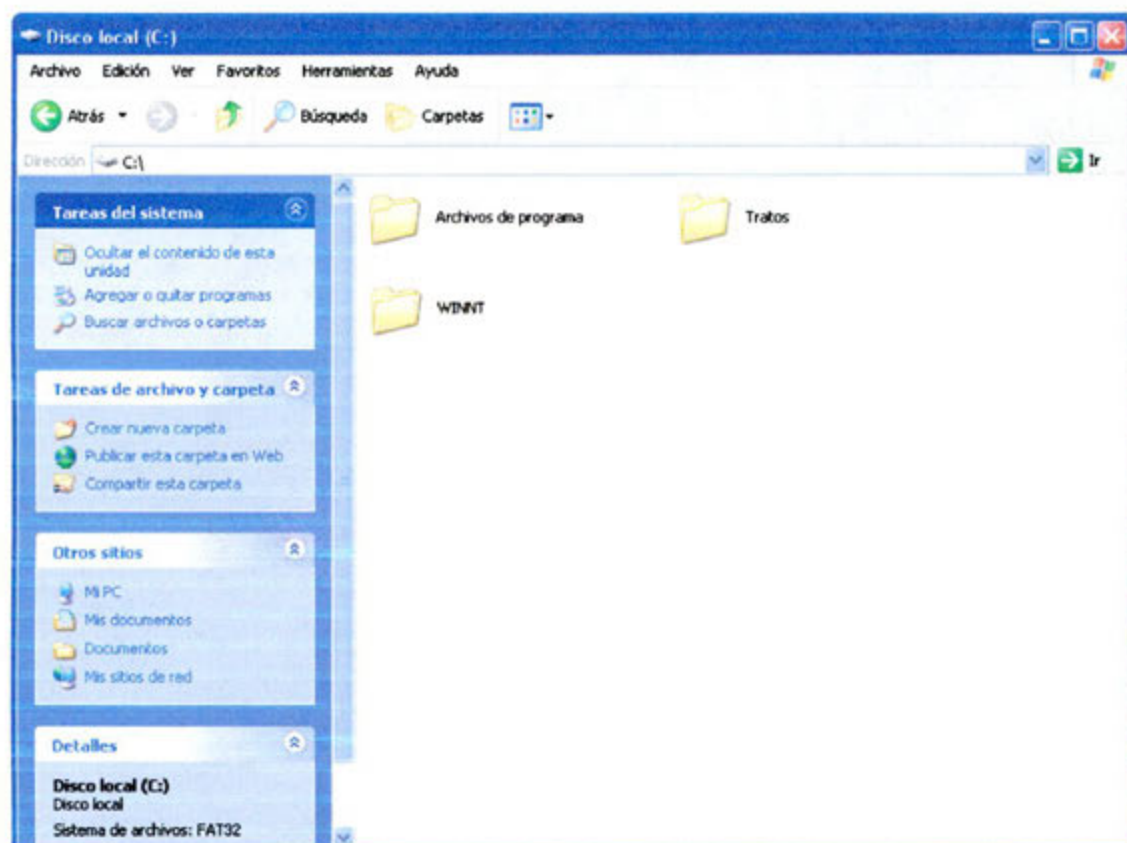 Disco local (C:)
Archivo Edición Ver Favoritos Herramientas Ayuda
Atrás Búsqueda Carpetas
Dirección C:\ Ir
Tareas del sistema
Ocultar el contenido de esta
unidad
Agregar o quitar programas
Buscar archivos o carpetas
Tareas de archivo y carpeta
Crear nueva carpeta
Publicar esta carpeta en Web
Compartir esta carpeta
Otros sitios
Mi PC
Mis documentos
Documentos
Mis sitios de red
Detalles
Disco local (C:)
Disco local
Sistema de archivos: FAT32
Archivos de programa
Tratos
WINNT